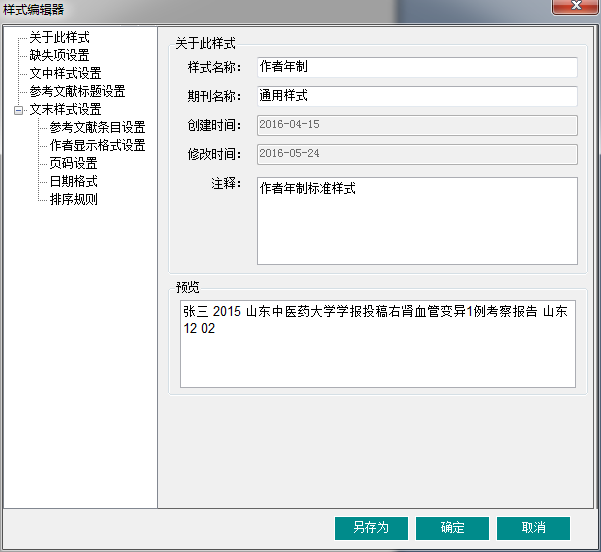 样式编辑器
关于此样式
缺失项设置
文中样式设置
参考文献标题设置
文末样式设置
参考文献条目设置
作者显示格式设置
页码设置
日期格式
排序规则
关于此样式
样式名称： 作者年制
期刊名称： 通用样式
创建时间： 2016-04-15
修改时间： 2016-05-24
注释： 作者年制标准样式
预览
张三 2015 山东中医药大学学报投稿右肾血管变异1例考察报告 山东
12 02
另存为 确定 取消